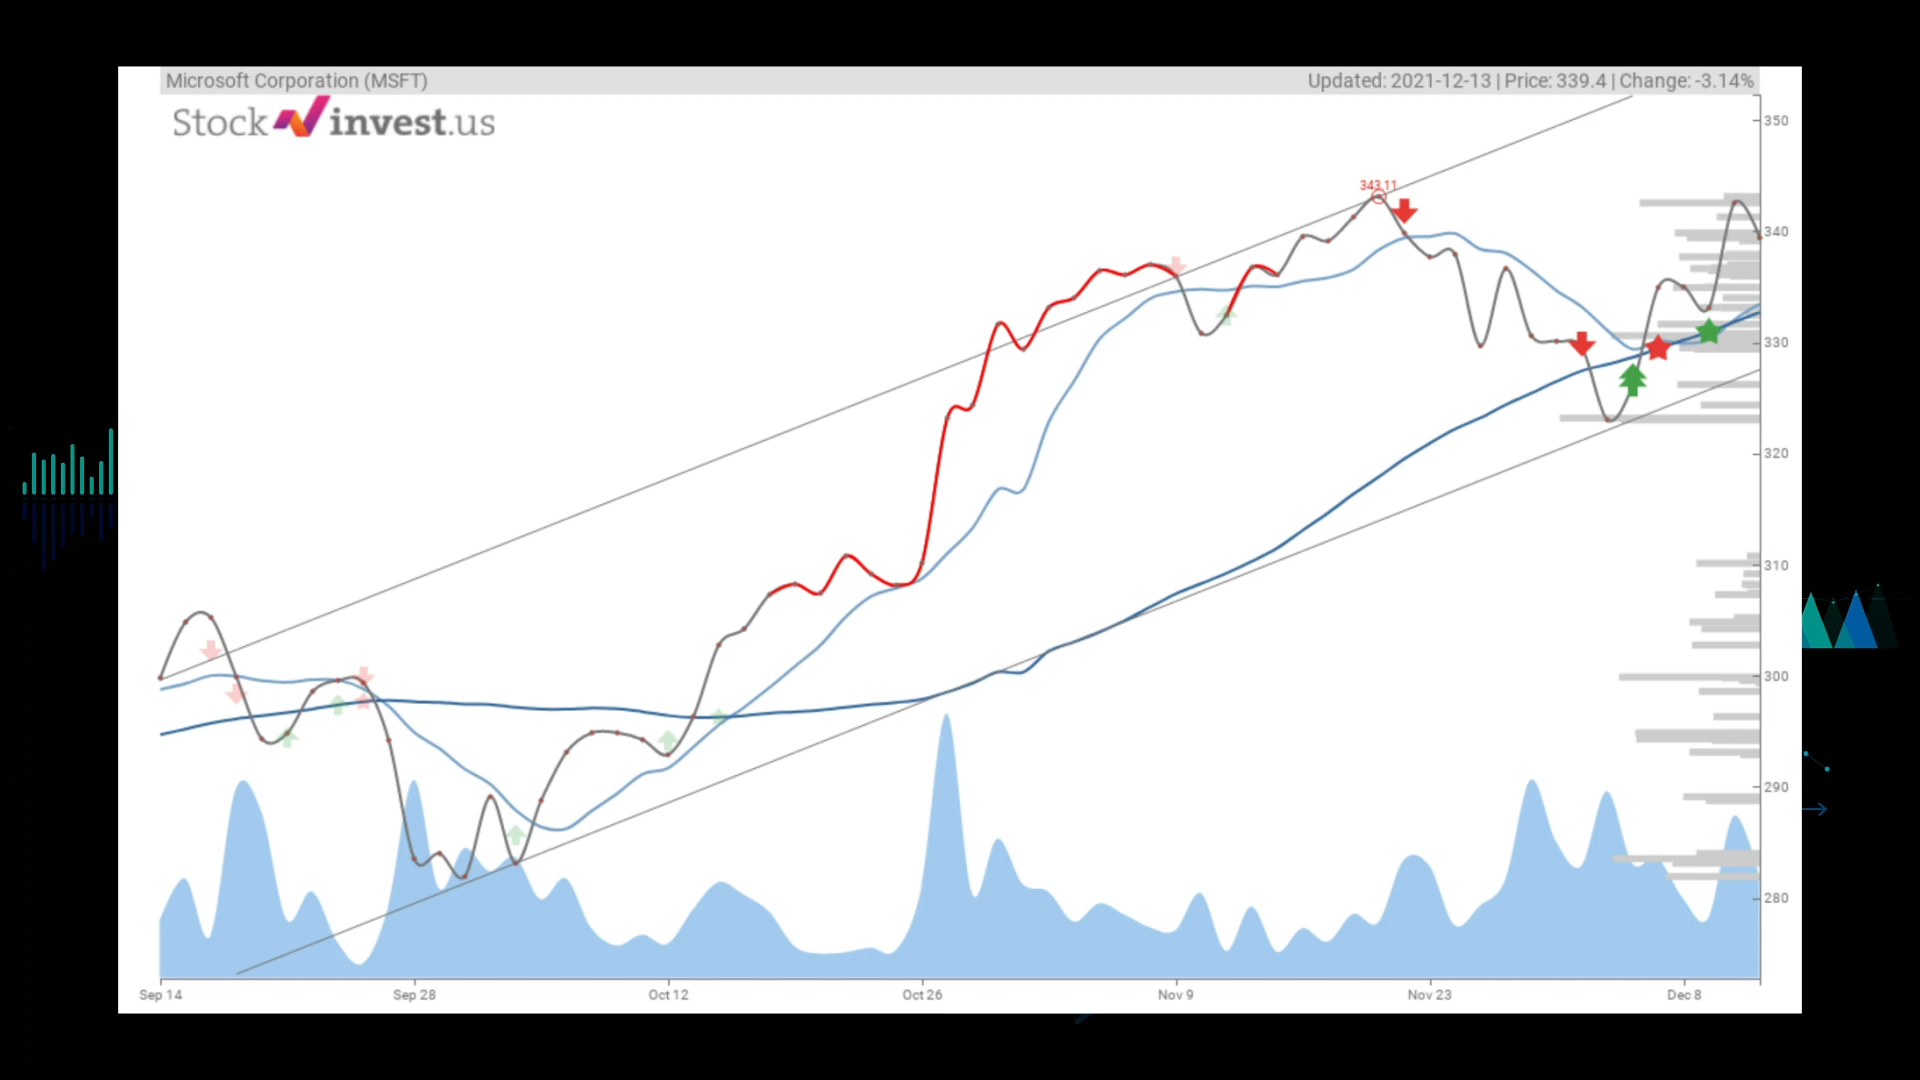 Microsoft Corporation (MSFT)
Updated: 2021-12-13 | Price: 339.4 | Change: -3.14%
Stock invest.us
350
343.11
340
330
320
310
300
290
280
Sep 14
Sep 28
Oct 12
Oct 26
Nov 9
Nov 23
Dec 8